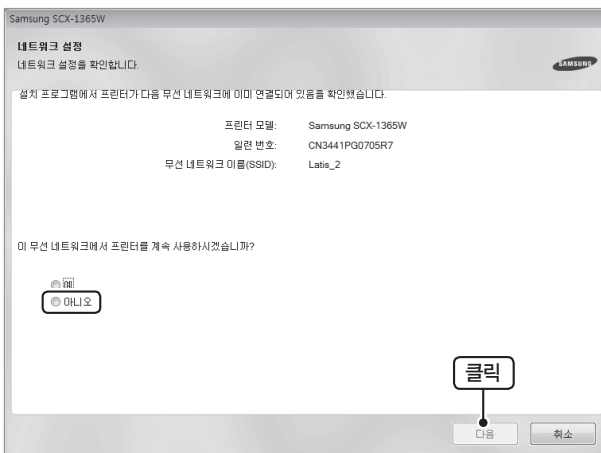 Samsung SCX-1365W
네트워크 설정
네트워크 설정을 확인합니다.
SAMSUNG
설치 프로그램에서 프린터가 다음 무선 네트워크에 이미 연결되어 있음을 확인했습니다.
프린터 모델: Samsung SCX-1365W
일련 번호: CN3441PG0705R7
무선 네트워크 이름(SSID): Latis_2
이 무선 네트워크에서 프린터를 계속 사용하시겠습니까?
예
아니오
클릭
다음 취소